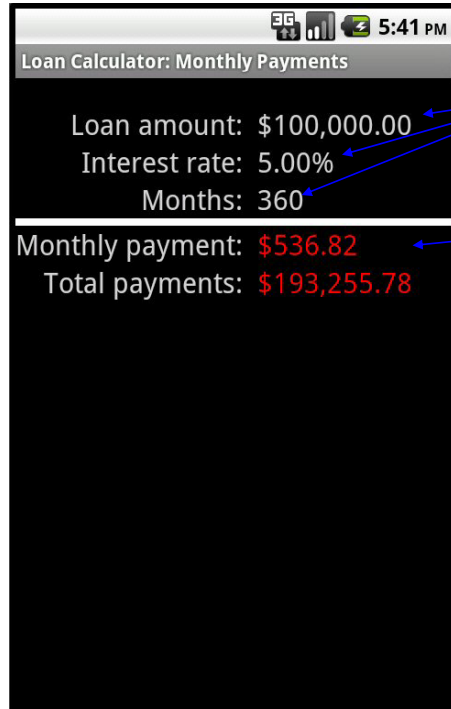 3G 5:41 PM
Loan Calculator: Monthly Payments
Loan amount: $100,000.00
Interest rate: 5.00%
Months: 360
Monthly payment: $536.82
Total payments: $193,255.78